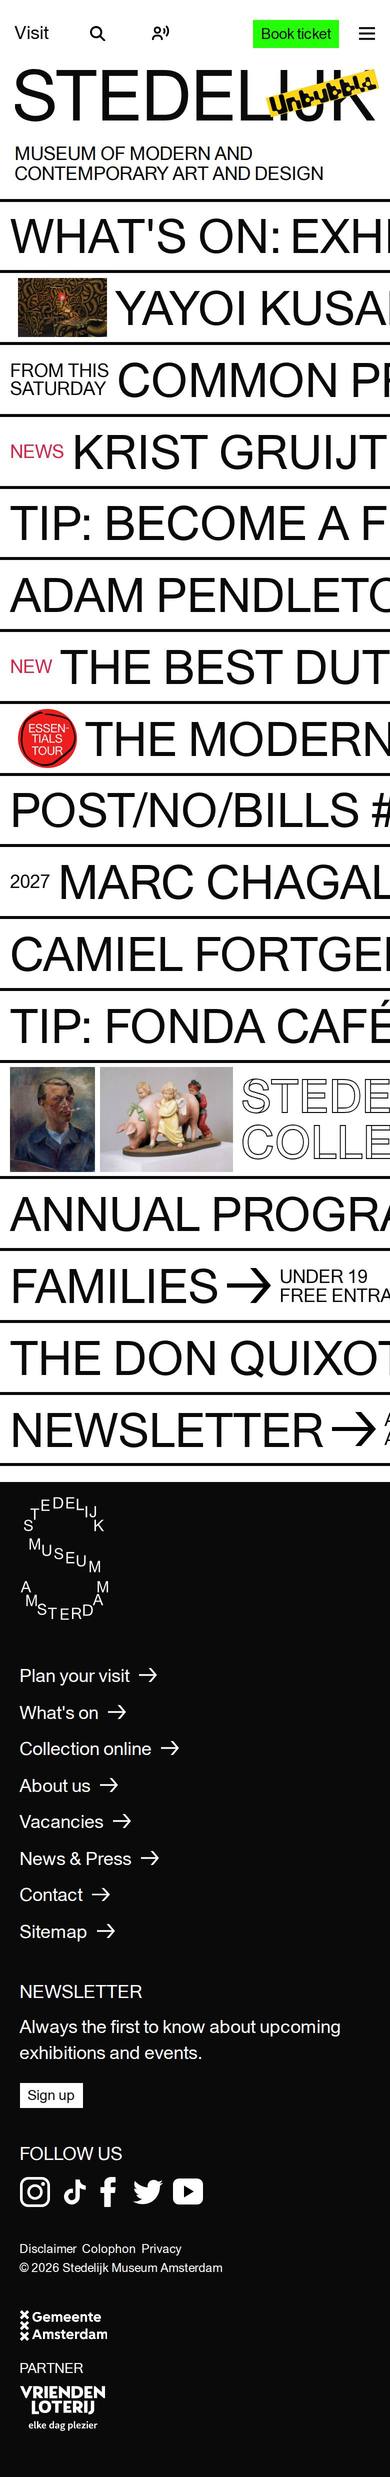 Visit
Book ticket
STEDELIJK
Unbubble
MUSEUM OF MODERN AND
CONTEMPORARY ART AND DESIGN
WHAT'S ON: EXHI
YAYOI KUSA
FROM THIS
SATURDAY
COMMON PR
NEWS
KRIST GRUIJT
TIP: BECOME A F
ADAM PENDLETO
NEW
THE BEST DUT
ESSEN-
TIALS
TOUR
THE MODERN
POST/NO/BILLS #
2027
MARC CHAGAL
CAMIEL FORTGE
TIP: FONDA CAFÉ
STEDE
COLLE
ANNUAL PROGRA
FAMILIES →
UNDER 19
FREE ENTRA
THE DON QUIXOT
NEWSLETTER →
STEDELIJK
MUSEUM
AMSTERDAM
Plan your visit →
What's on →
Collection online →
About us →
Vacancies →
News & Press →
Contact →
Sitemap →
NEWSLETTER
Always the first to know about upcoming
exhibitions and events.
Sign up
FOLLOW US
Disclaimer Colophon Privacy
© 2026 Stedelijk Museum Amsterdam
Gemeente
Amsterdam
PARTNER
VRIENDEN
LOTERIJ
elke dag plezier